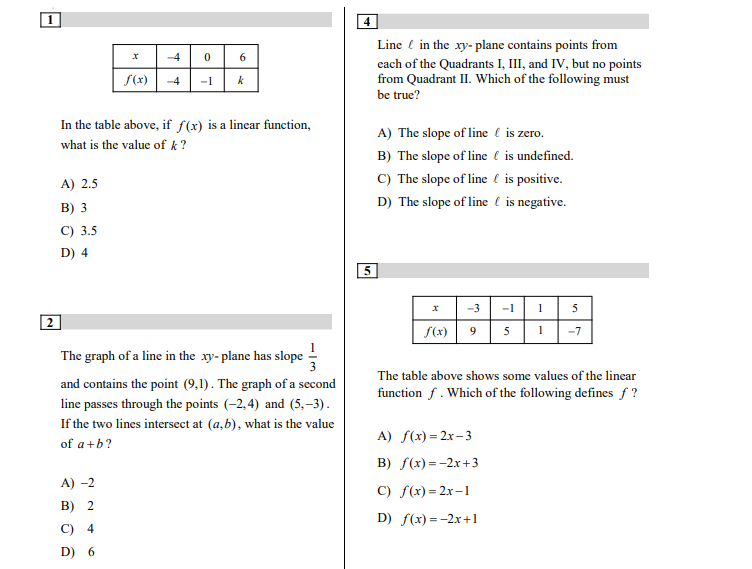 1
x −4 0 6
f(x) −4 −1 k
In the table above, if f(x) is a linear function,
what is the value of k?
A) 2.5
B) 3
C) 3.5
D) 4
2
The graph of a line in the xy- plane has slope 1/3
and contains the point (9,1). The graph of a second
line passes through the points (−2,4) and (5,−3).
If the two lines intersect at (a,b), what is the value
of a+b?
A) −2
B) 2
C) 4
D) 6
4
Line ℓ in the xy- plane contains points from
each of the Quadrants I, III, and IV, but no points
from Quadrant II. Which of the following must
be true?
A) The slope of line ℓ is zero.
B) The slope of line ℓ is undefined.
C) The slope of line ℓ is positive.
D) The slope of line ℓ is negative.
5
x −3 −1 1 5
f(x) 9 5 1 −7
The table above shows some values of the linear
function f. Which of the following defines f?
A) f(x)=2x−3
B) f(x)=−2x+3
C) f(x)=2x−1
D) f(x)=−2x+1